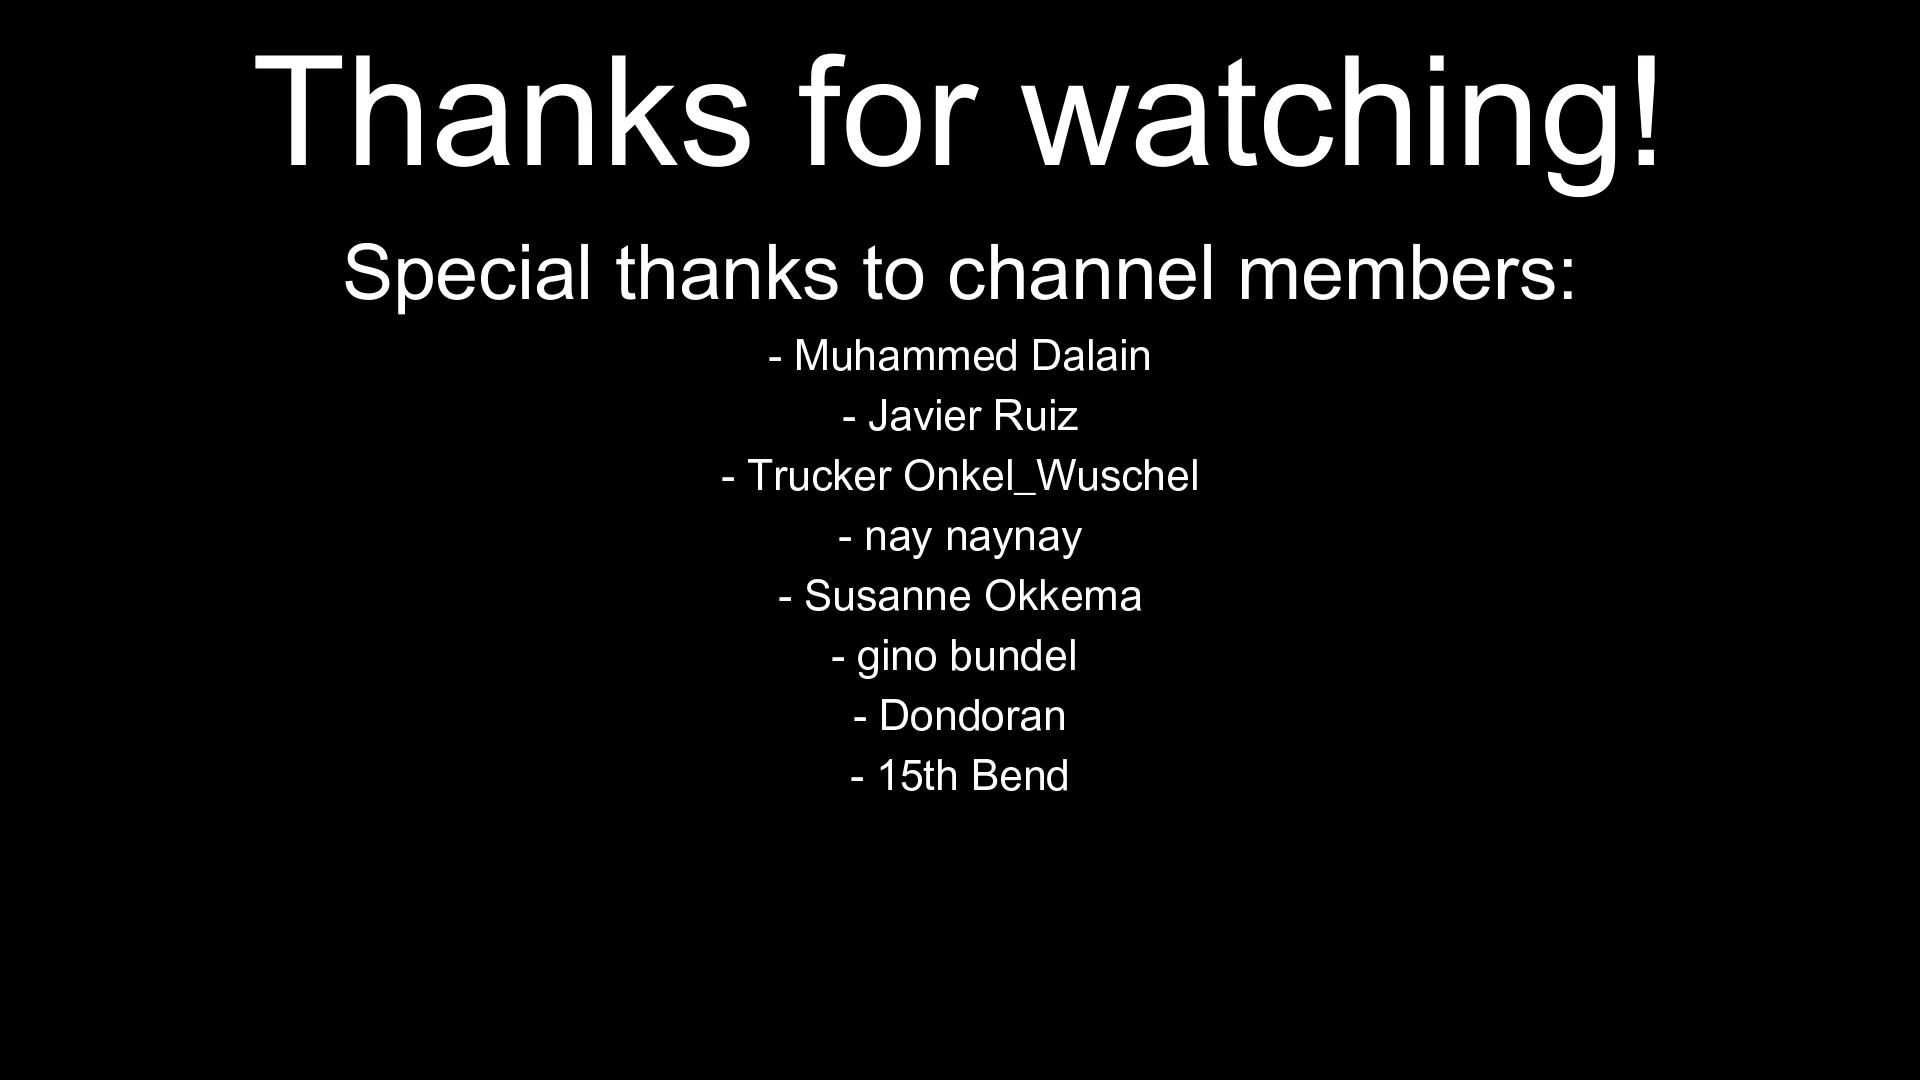 Thanks for watching!
Special thanks to channel members:
- Muhammed Dalain
- Javier Ruiz
- Trucker Onkel_Wuschel
- nay naynay
- Susanne Okkema
- gino bundel
- Dondoran
- 15th Bend